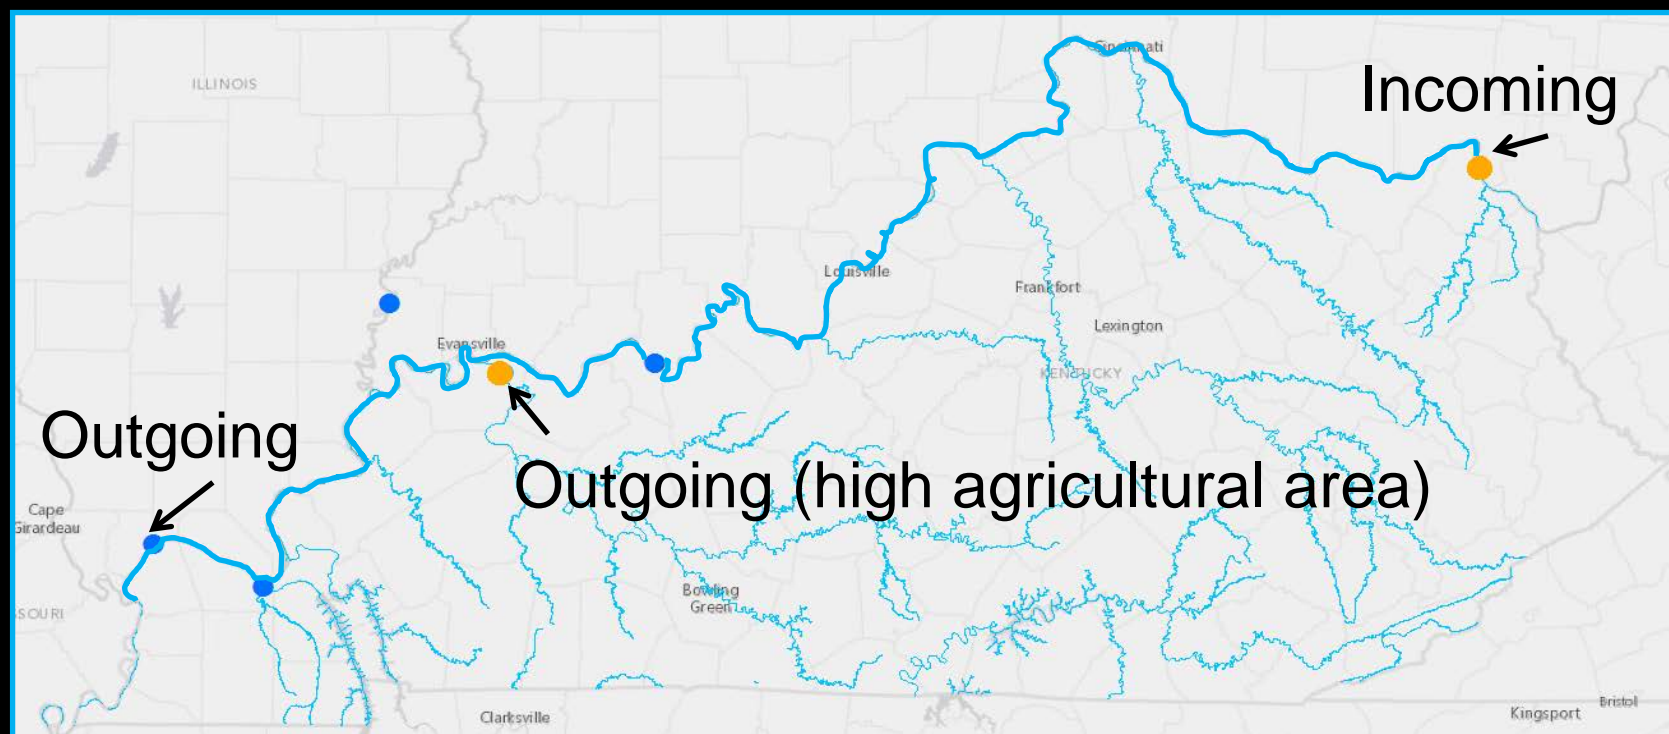 Cincinnati
ILLINOIS
Incoming
Louisville
Frankfort
Lexington
Evansville
KENTUCKY
Outgoing
Outgoing (high agricultural area)
Cape
Girardeau
SOURI
Bowling
Green
Clarksville
Kingsport
Bristol